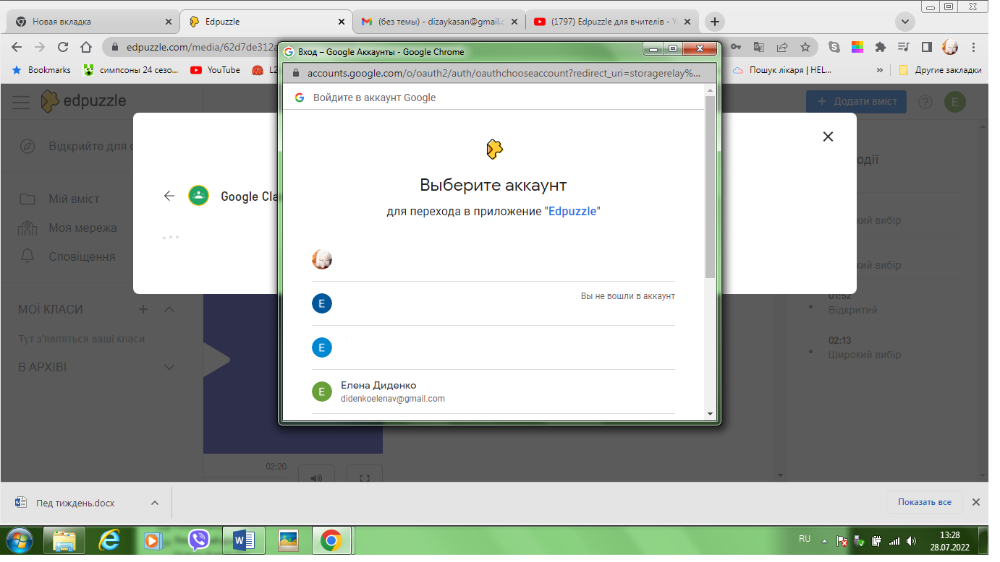 Новая вкладка
Edpuzzle
(без темы) - dizaykasan@gmail.c
(1797) Edpuzzle для вчителів - Y
edpuzzle.com/media/62d7de312a
Bookmarks
симпсоны 24 сезо...
YouTube
L2
Пошук лікаря | HEL...
»
Другие закладки
Вход – Google Аккаунты - Google Chrome
accounts.google.com/o/oauth2/auth/oauthchooseaccount?redirect_uri=storagerelay%...
Войдите в аккаунт Google
Выберите аккаунт
для перехода в приложение "Edpuzzle"
E
Вы не вошли в аккаунт
E
E
Елена Диденко
didenkoelenav@gmail.com
edpuzzle
+ Додати вміст
?
E
Відкрийте для с
Мій вміст
Моя мережа
Сповіщення
МОЇ КЛАСИ
Тут з'являться ваші класи
В АРХІВІ
Google Cla
одії
кий вибір
кий вибір
01:52
Відкритий
02:13
Широкий вибір
02:20
Пед тиждень.docx
Показать все
RU
13:28
28.07.2022